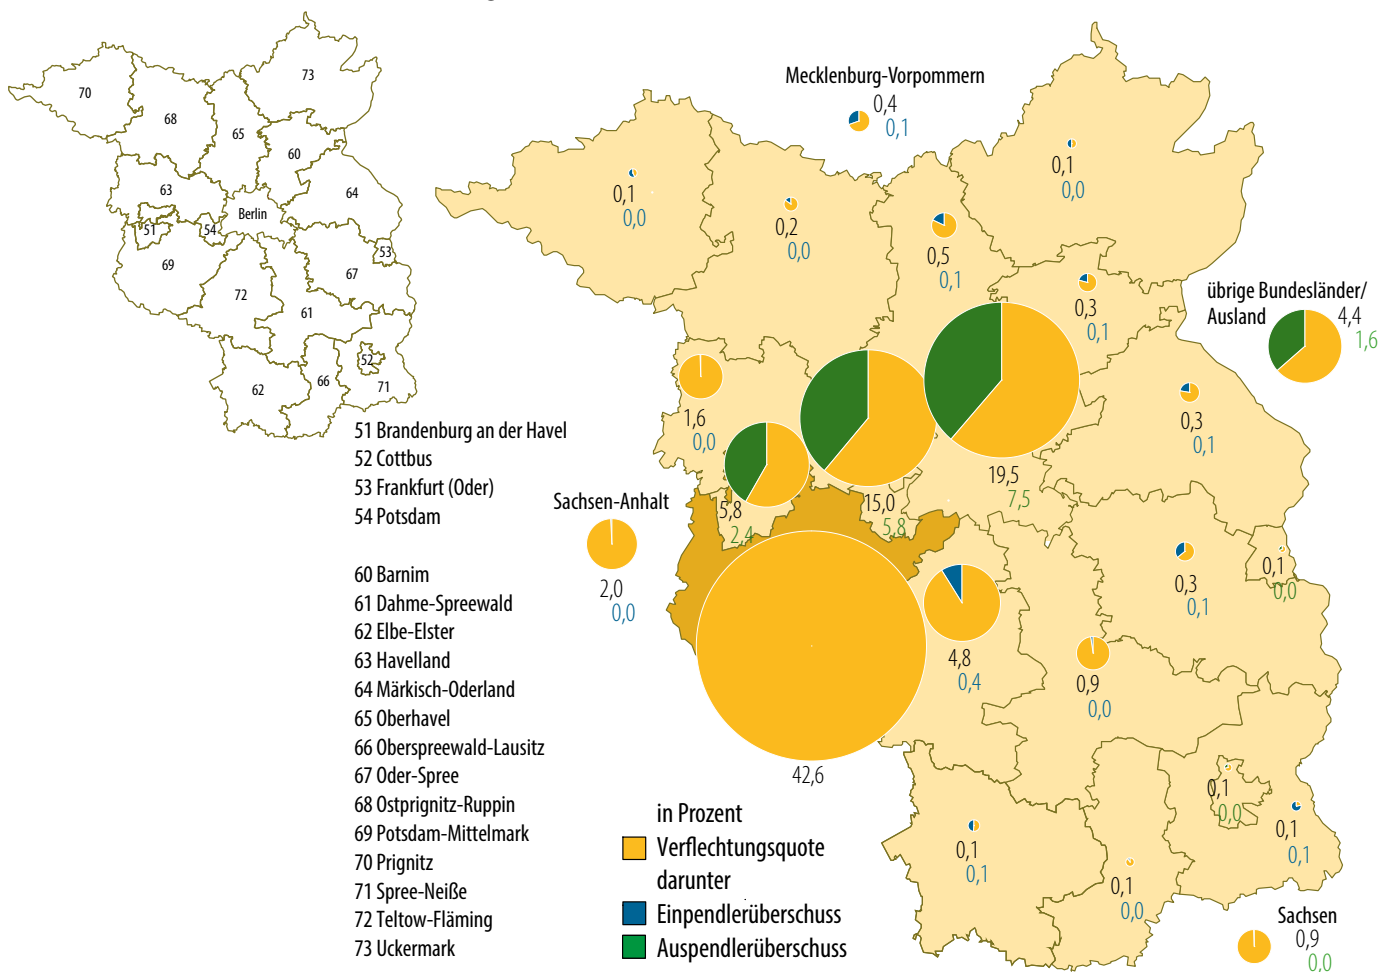 73
70
68
65
60
63
64
Berlin
51
54
53
69
67
72
61
52
62
66
71
51 Brandenburg an der Havel
52 Cottbus
53 Frankfurt (Oder)
54 Potsdam
60 Barnim
61 Dahme-Spreewald
62 Elbe-Elster
63 Havelland
64 Märkisch-Oderland
65 Oberhavel
66 Oberspreewald-Lausitz
67 Oder-Spree
68 Ostprignitz-Ruppin
69 Potsdam-Mittelmark
70 Prignitz
71 Spree-Neiße
72 Teltow-Fläming
73 Uckermark
Mecklenburg-Vorpommern
0,4
0,1
0,1
0,0
0,1
0,0
0,2
0,0
0,5
0,1
0,3
0,1
übrige Bundesländer/
Ausland
4,4
1,6
1,6
0,0
0,3
0,1
19,5
7,5
15,0
5,8
5,8
2,4
Sachsen-Anhalt
2,0
0,0
0,3
0,1
0,1
0,0
4,8
0,4
0,9
0,0
42,6
0,1
0,0
0,1
0,1
0,1
0,1
0,1
0,0
Sachsen
0,9
0,0
in Prozent
Verflechtungsquote
darunter
Einpendlerüberschuss
Auspendlerüberschuss